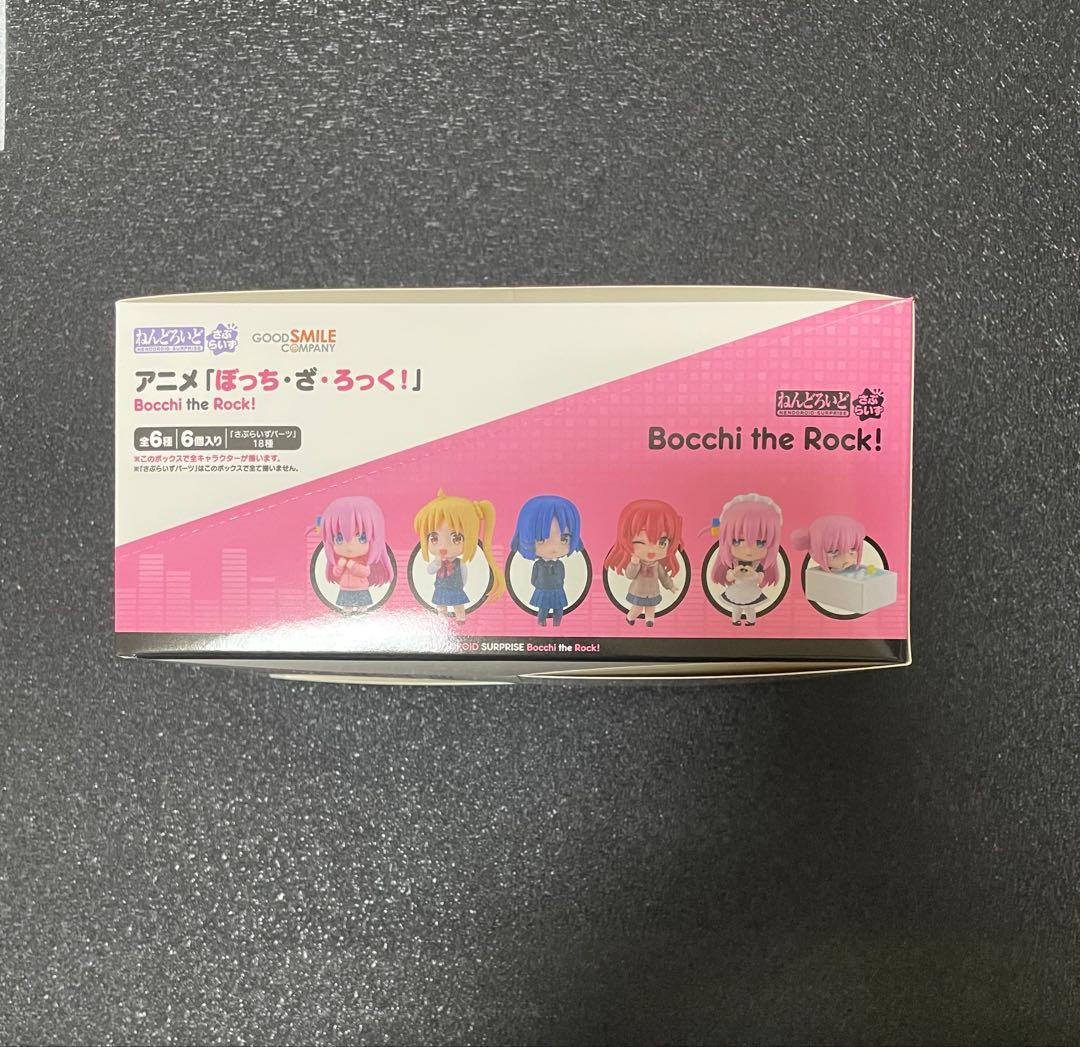 ねんどろいど
NENDOROID SURPRISE
さぷらいず
GOOD SMILE COMPANY
アニメ「ぼっち・ざ・ろっく!」
Bocchi the Rock!
全6種 6個入り 「さぷらいずパーツ」18種
※このボックスで全キャラクターが揃います。
※「さぷらいずパーツ」はこのボックスで全て揃いません。
ねんどろいど
NENDOROID SURPRISE
さぷらいず
Bocchi the Rock!
OID SURPRISE Bocchi the Rock!